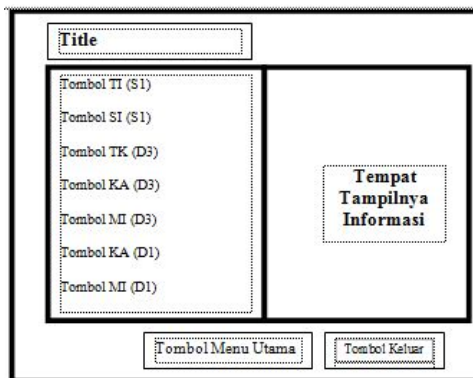 Title
Tombol TI (S1)
Tombol SI (S1)
Tombol TK (D3)
Tombol KA (D3)
Tombol MI (D3)
Tombol KA (D1)
Tombol MI (D1)
Tempat
Tampilnya
Informasi
Tombol Menu Utama
Tombol Keluar